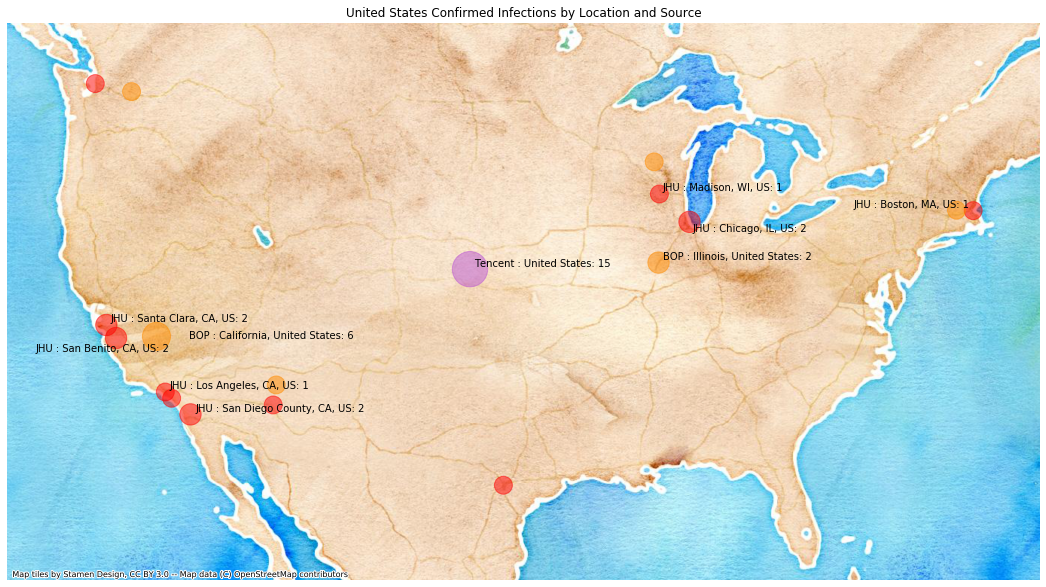 United States Confirmed Infections by Location and Source
JHU : Madison, WI, US: 1
JHU : Boston, MA, US: 1
JHU : Chicago, IL, US: 2
BOP : Illinois, United States: 2
Tencent : United States: 15
JHU : Santa Clara, CA, US: 2
BOP : California, United States: 6
JHU : San Benito, CA, US: 2
JHU : Los Angeles, CA, US: 1
JHU : San Diego County, CA, US: 2
Map tiles by Stamen Design, CC BY 3.0 -- Map data (C) OpenStreetMap contributors